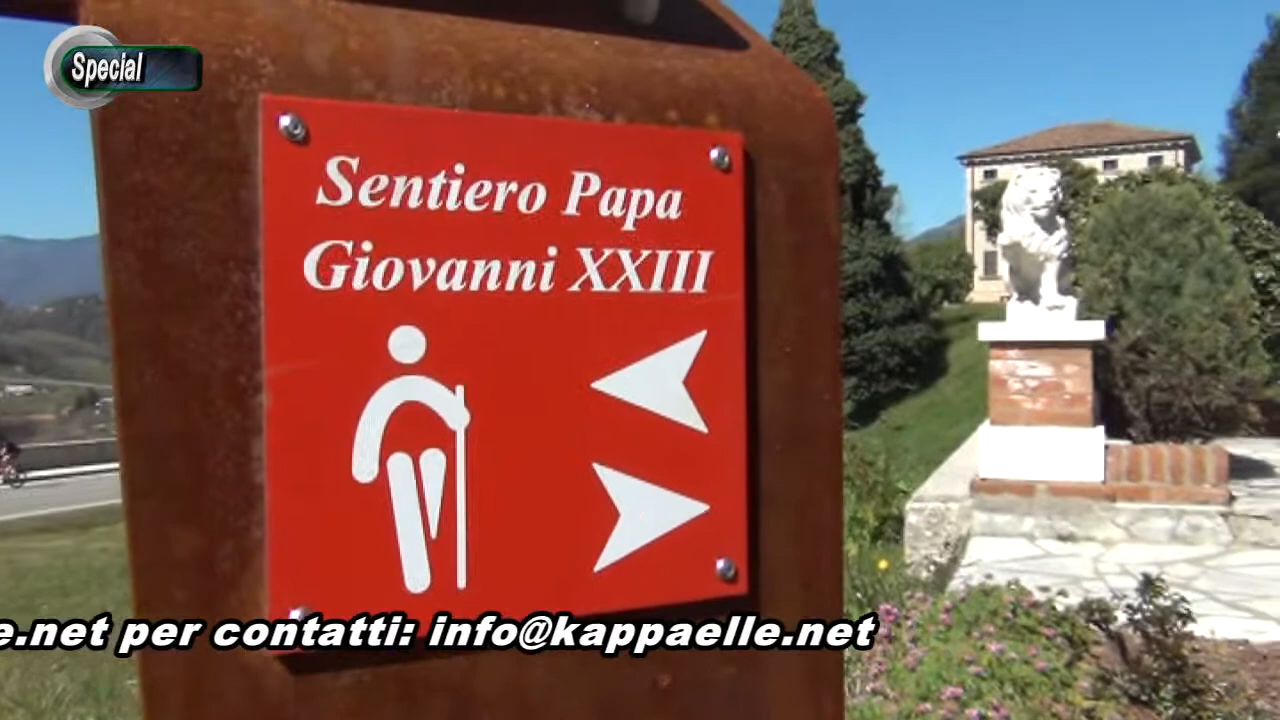 Special
Sentiero Papa
Giovanni XXIII
e.net per contatti: info@kappaelle.net